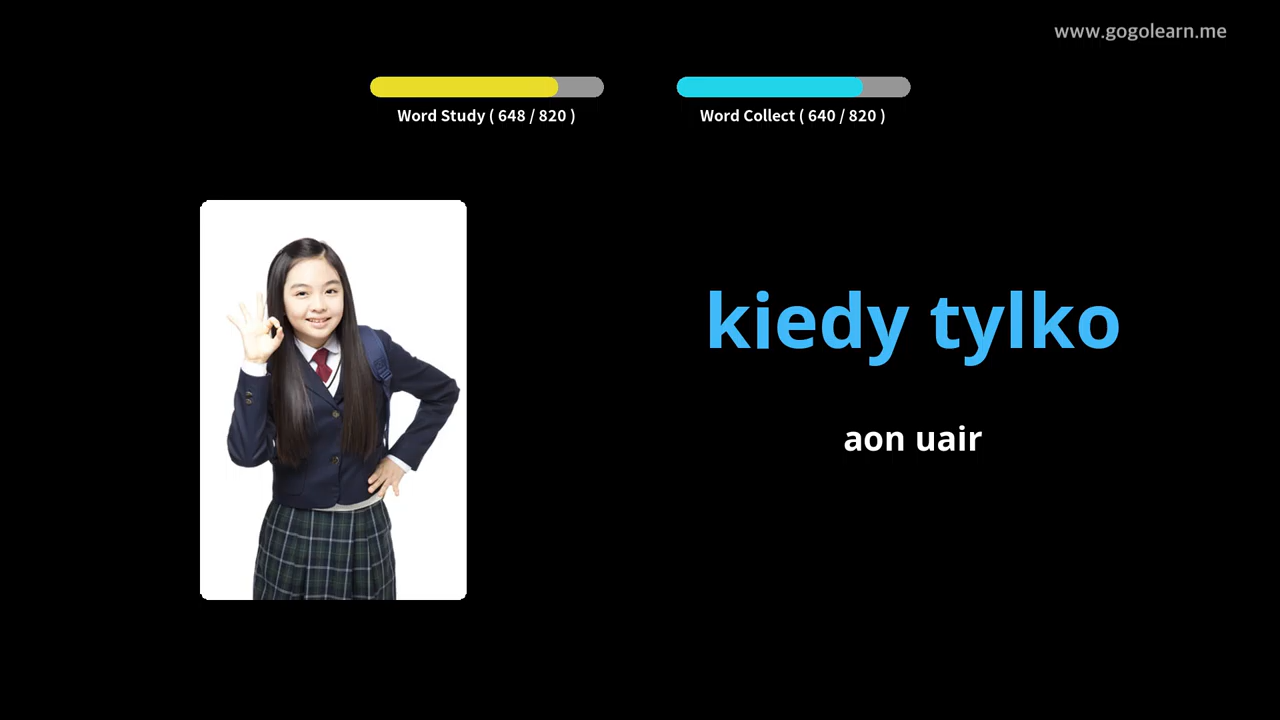 www.gogolearn.me
Word Study ( 648 / 820 )
Word Collect ( 640 / 820 )
kiedy tylko
aon uair